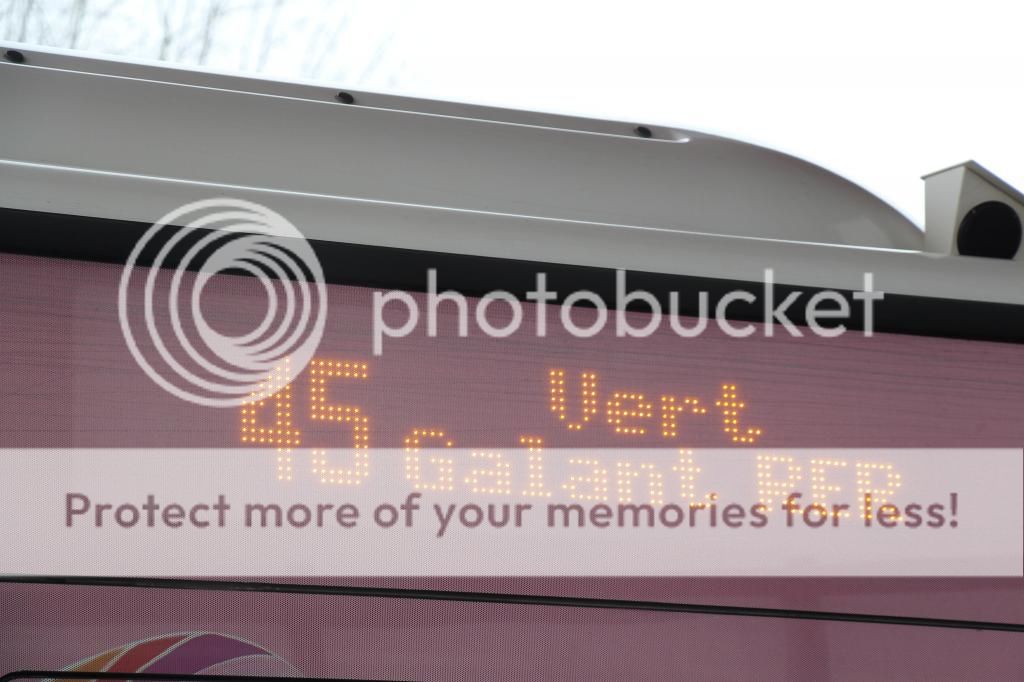 photobucket
45 Vert
Galant RER
Protect more of your memories for less!